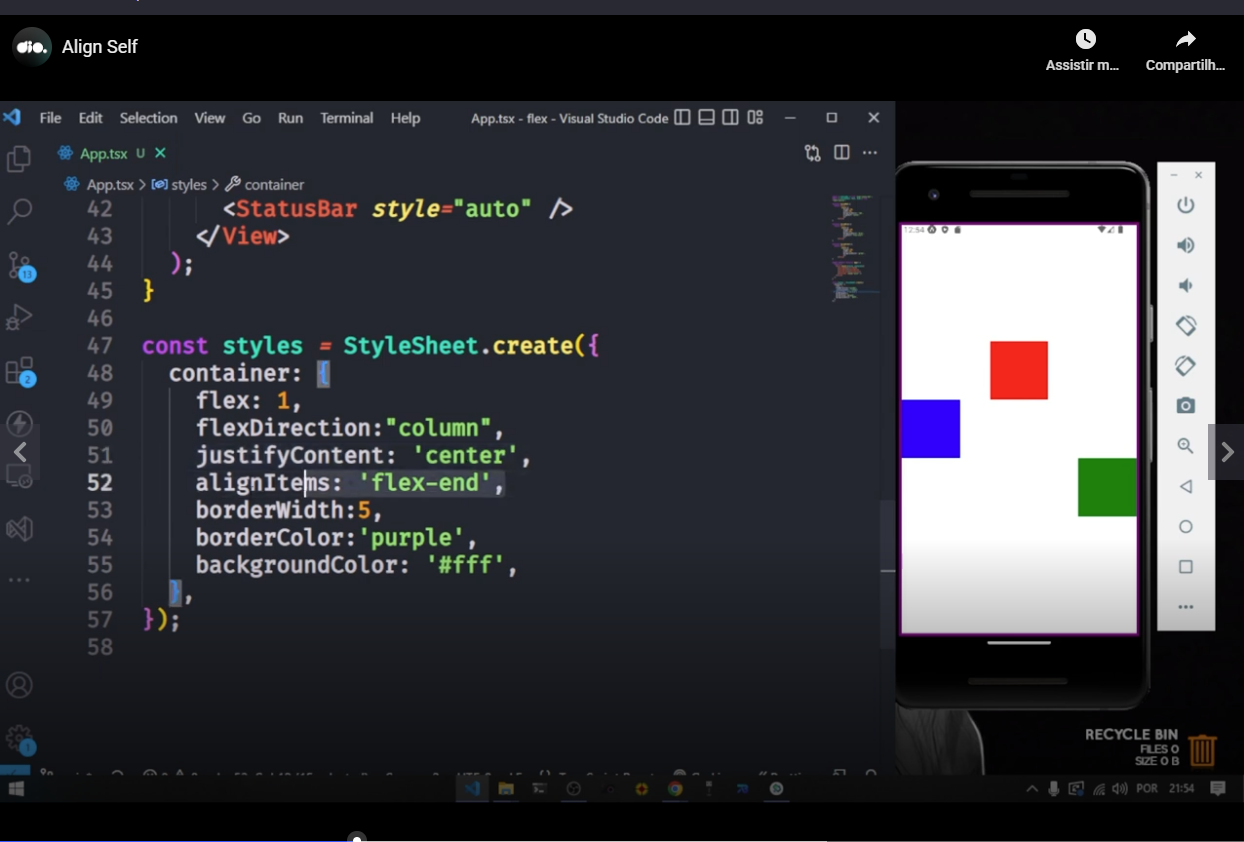 dio. Align Self
Assistir m... Compartilh...
File Edit Selection View Go Run Terminal Help App.tsx - flex - Visual Studio Code
App.tsx U
App.tsx > styles > container
42 <StatusBar style="auto" />
43 </View>
44 );
45 }
46
47 const styles = StyleSheet.create({
48 container: {
49 flex: 1,
50 flexDirection:"column",
51 justifyContent: 'center',
52 alignItems: 'flex-end',
53 borderWidth:5,
54 borderColor:'purple',
55 backgroundColor: '#fff',
56 },
57 });
58
13
2
1
12:54
RECYCLE BIN
FILES 0
SIZE 0 B
POR 21:54